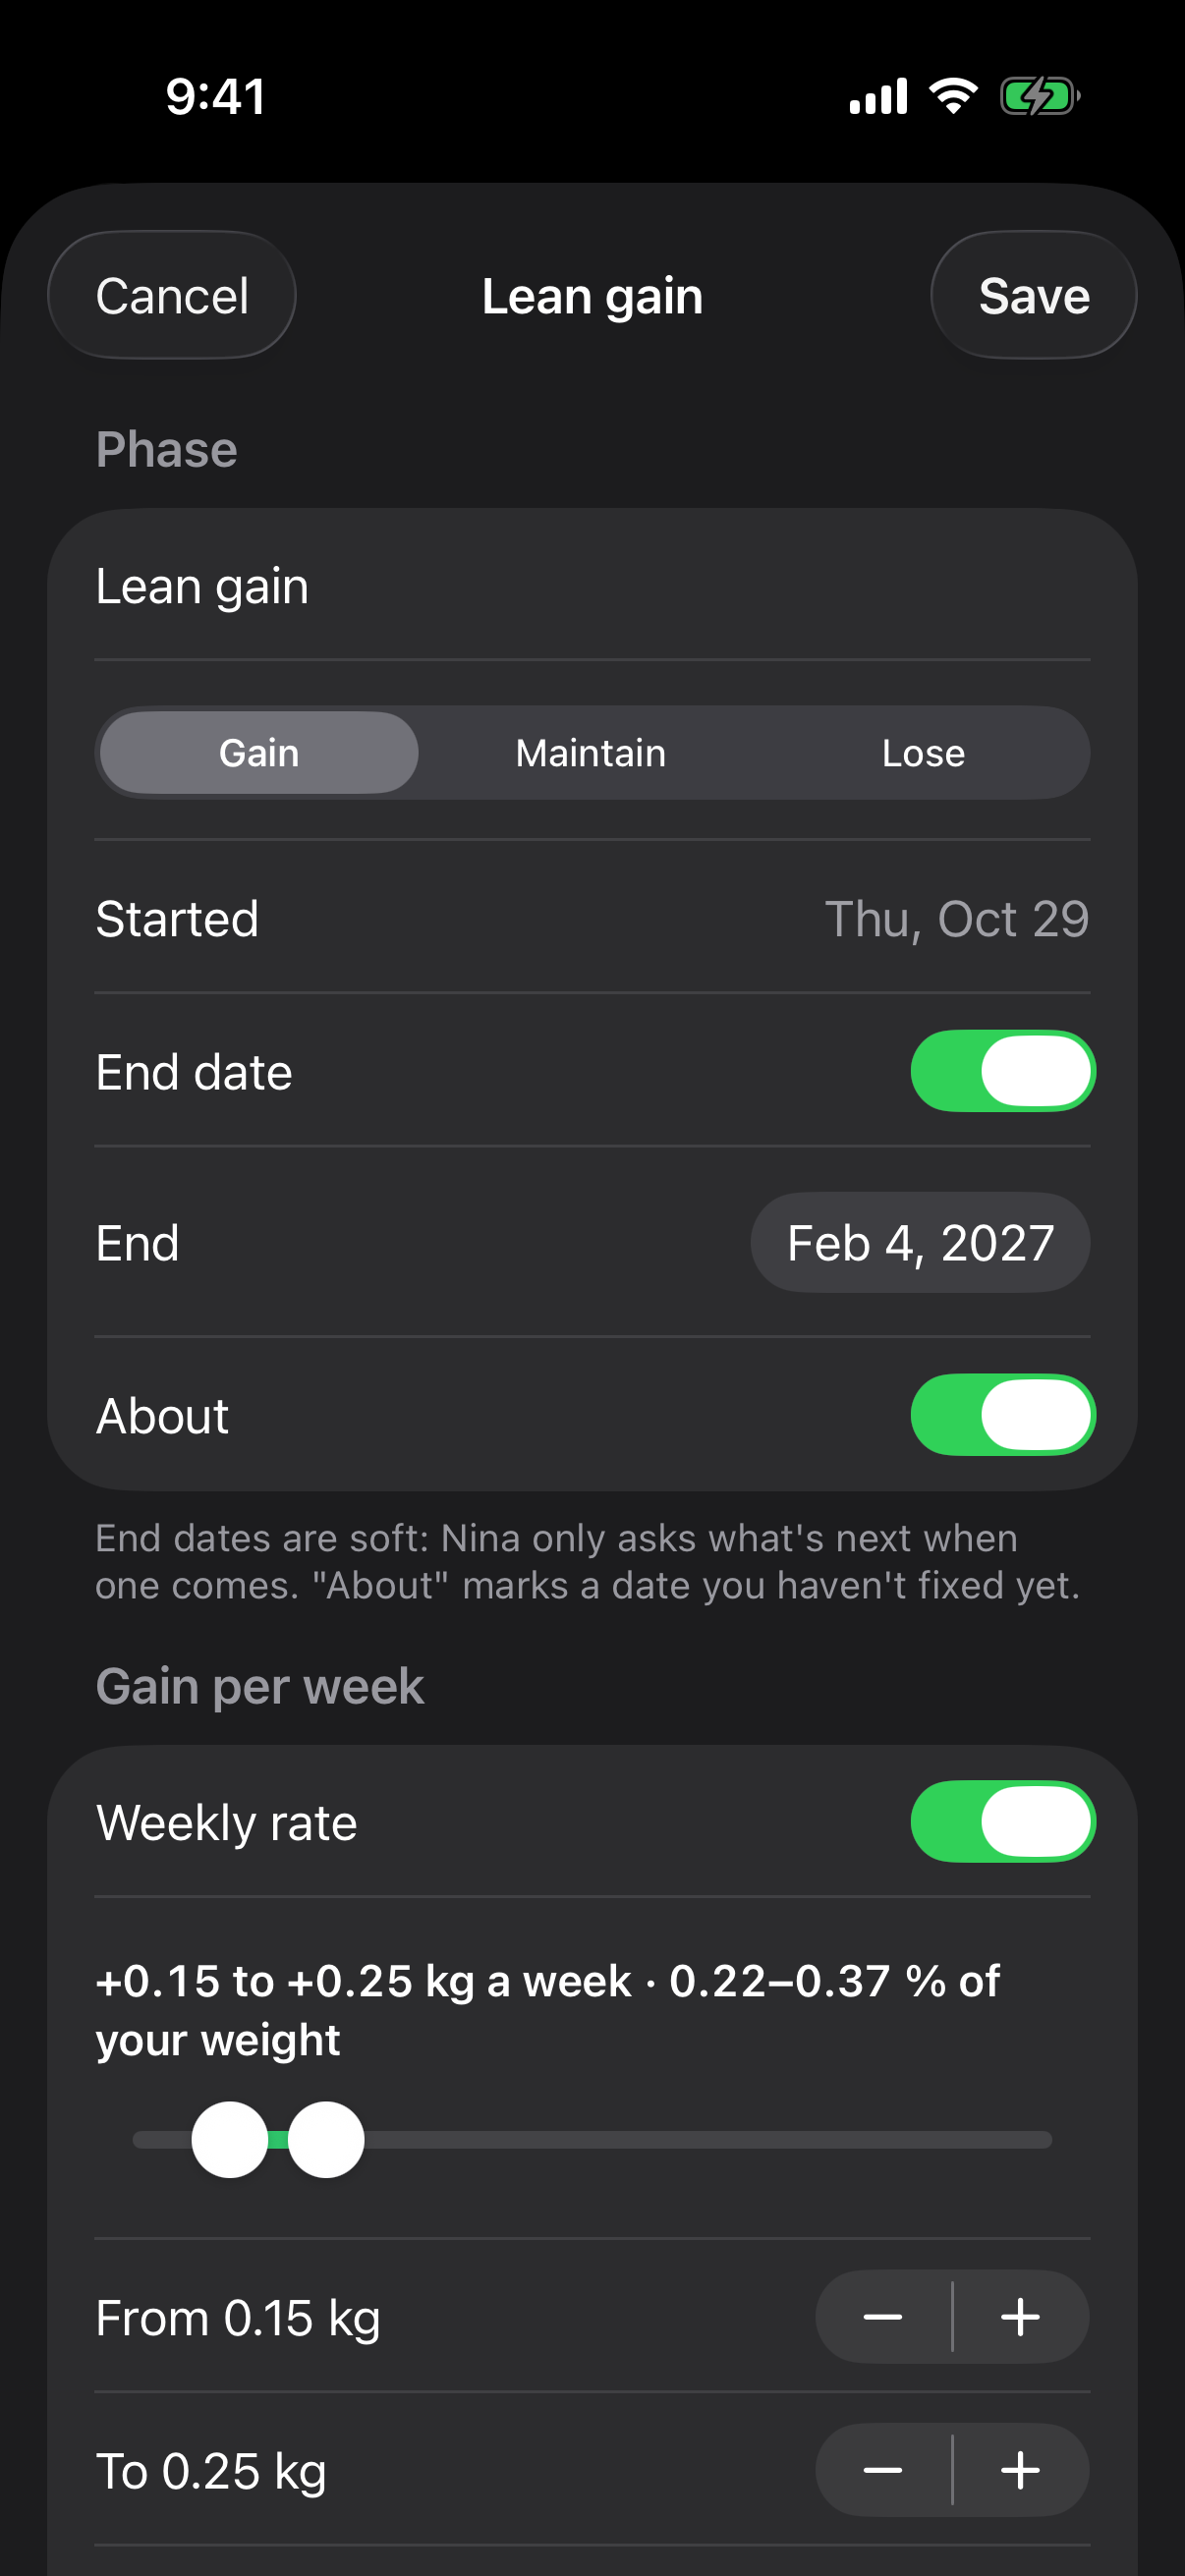 9:41
Cancel
Lean gain
Save
Phase
Lean gain
Gain
Maintain
Lose
Started
Thu, Oct 29
End date
End
Feb 4, 2027
About
End dates are soft: Nina only asks what's next when
one comes. "About" marks a date you haven't fixed yet.
Gain per week
Weekly rate
+0.15 to +0.25 kg a week · 0.22–0.37 % of
your weight
From 0.15 kg
To 0.25 kg